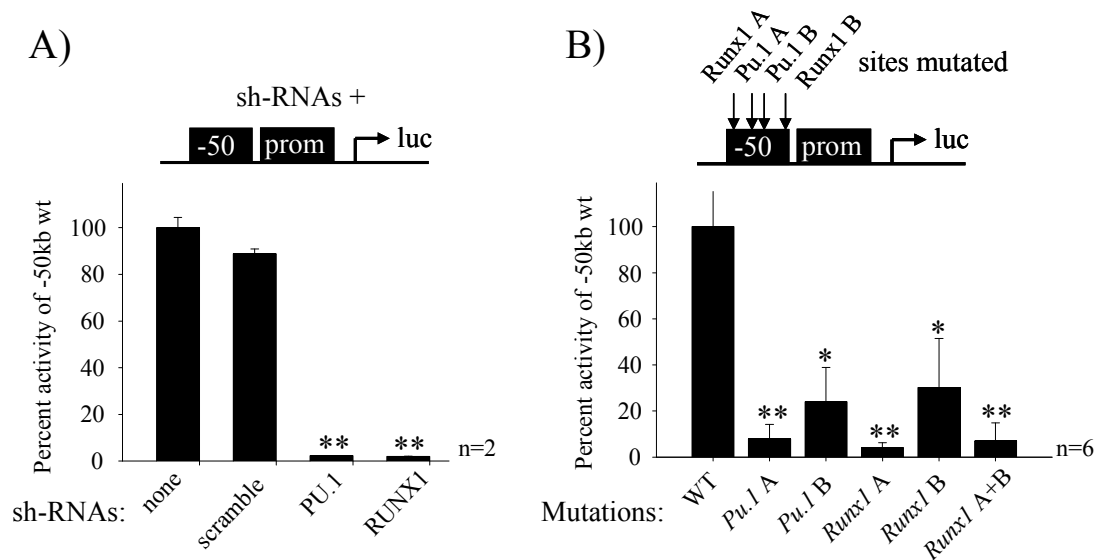 A)
sh-RNAs +
-50 prom luc
Percent activity of -50kb wt
100
80
60
40
20
0
** **
n=2
sh-RNAs: none scramble PU.1 RUNX1
B)
Runx1 A Pu.1 A Pu.1 B Runx1 B sites mutated
-50 prom luc
Percent activity of -50kb wt
100
80
60
40
20
0
** * ** * **
n=6
Mutations: WT Pu.1 A Pu.1 B Runx1 A Runx1 B Runx1 A+B